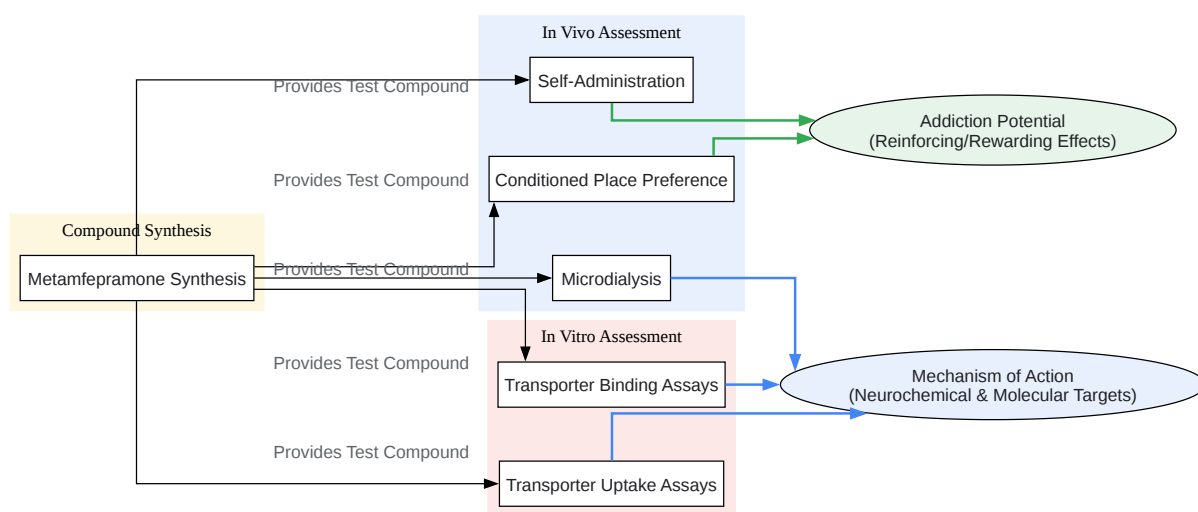 In Vivo Assessment
Self-Administration
Provides Test Compound
Addiction Potential
(Reinforcing/Rewarding Effects)
Provides Test Compound
Conditioned Place Preference
Compound Synthesis
Metamfepramone Synthesis
Provides Test Compound
Microdialysis
In Vitro Assessment
Provides Test Compound
Transporter Binding Assays
Mechanism of Action
(Neurochemical & Molecular Targets)
Provides Test Compound
Transporter Uptake Assays